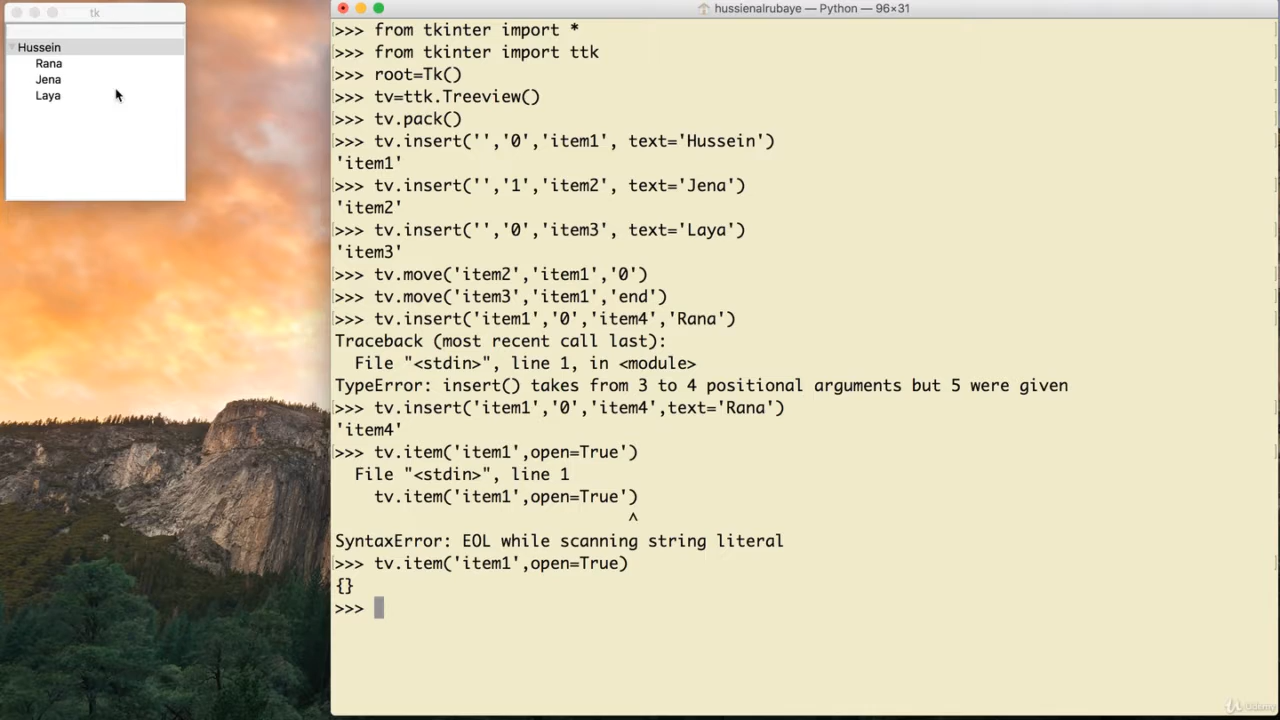 tk
Hussein
Rana
Jena
Laya
hussienalrubaye — Python — 96×31
>>> from tkinter import *
>>> from tkinter import ttk
>>> root=Tk()
>>> tv=ttk.Treeview()
>>> tv.pack()
>>> tv.insert('','0','item1', text='Hussein')
'item1'
>>> tv.insert('','1','item2', text='Jena')
'item2'
>>> tv.insert('','0','item3', text='Laya')
'item3'
>>> tv.move('item2','item1','0')
>>> tv.move('item3','item1','end')
>>> tv.insert('item1','0','item4','Rana')
Traceback (most recent call last):
  File "<stdin>", line 1, in <module>
TypeError: insert() takes from 3 to 4 positional arguments but 5 were given
>>> tv.insert('item1','0','item4',text='Rana')
'item4'
>>> tv.item('item1',open=True')
  File "<stdin>", line 1
    tv.item('item1',open=True')
                              ^
SyntaxError: EOL while scanning string literal
>>> tv.item('item1',open=True)
{}
>>>
Udemy